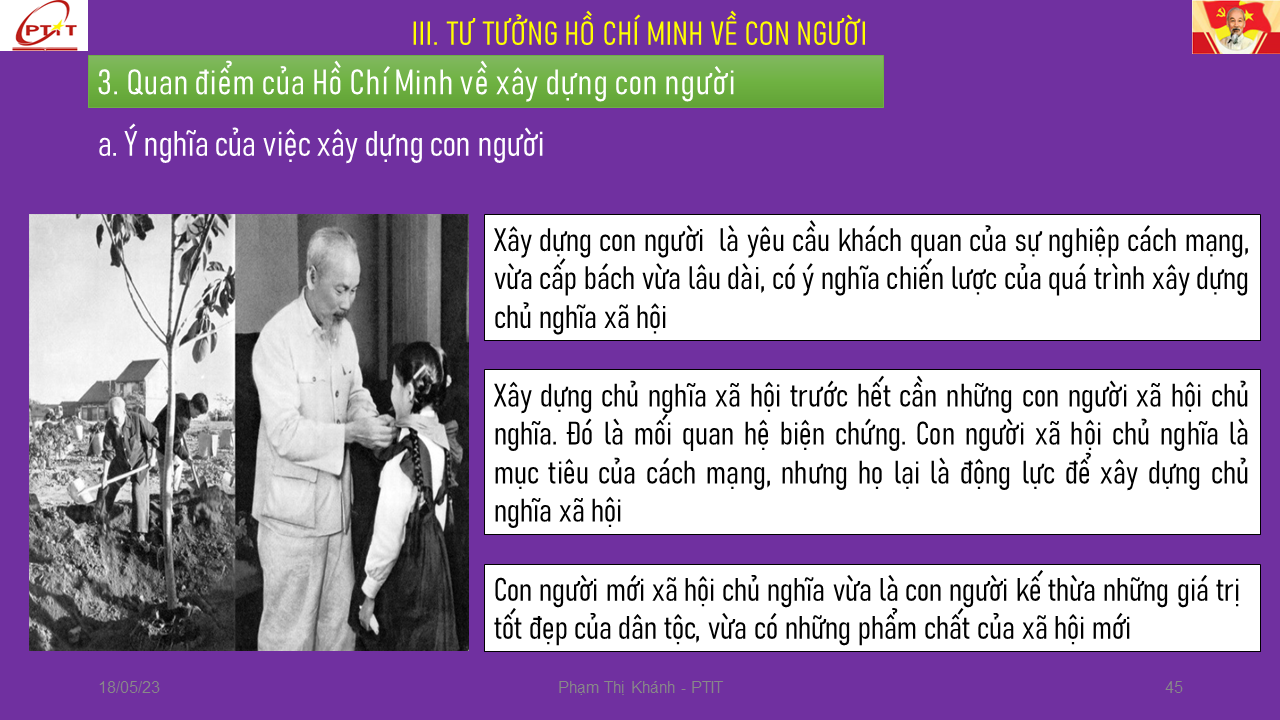 PTIT
III. TƯ TƯỞNG HỒ CHÍ MINH VỀ CON NGƯỜI
3. Quan điểm của Hồ Chí Minh về xây dựng con người
a. Ý nghĩa của việc xây dựng con người
Xây dựng con người là yêu cầu khách quan của sự nghiệp cách mạng,
vừa cấp bách vừa lâu dài, có ý nghĩa chiến lược của quá trình xây dựng
chủ nghĩa xã hội
Xây dựng chủ nghĩa xã hội trước hết cần những con người xã hội chủ
nghĩa. Đó là mối quan hệ biện chứng. Con người xã hội chủ nghĩa là
mục tiêu của cách mạng, nhưng họ lại là động lực để xây dựng chủ
nghĩa xã hội
Con người mới xã hội chủ nghĩa vừa là con người kế thừa những giá trị
tốt đẹp của dân tộc, vừa có những phẩm chất của xã hội mới
18/05/23
Phạm Thị Khánh - PTIT
45